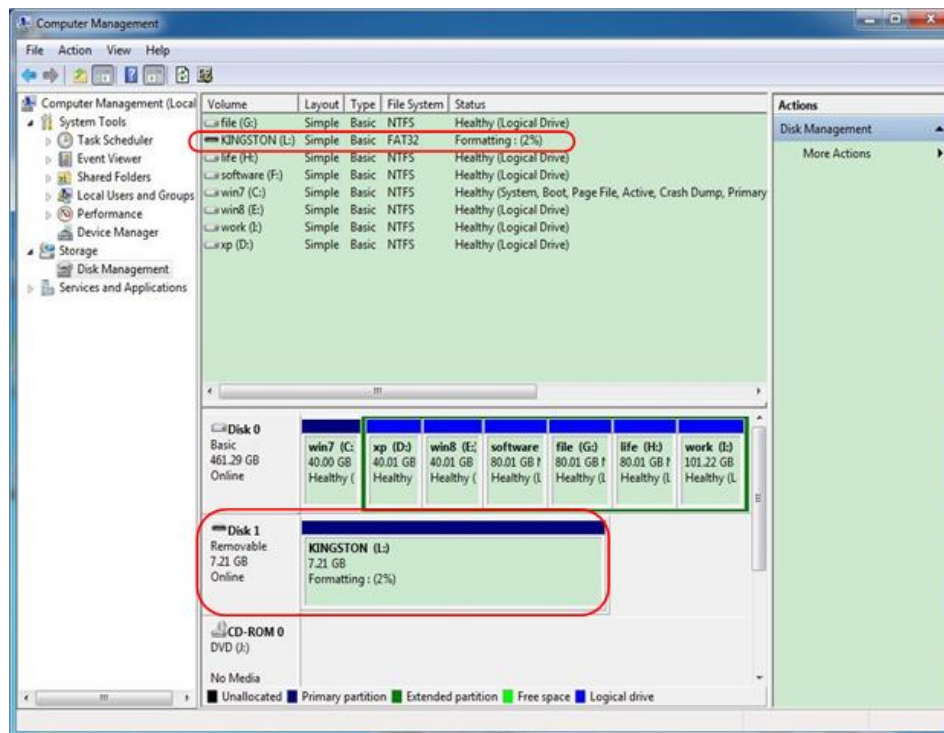 Computer Management
File Action View Help
Computer Management (Local
System Tools
Task Scheduler
Event Viewer
Shared Folders
Local Users and Groups
Performance
Device Manager
Storage
Disk Management
Services and Applications
Volume Layout Type File System Status
file (G:) Simple Basic NTFS Healthy (Logical Drive)
KINGSTON (L:) Simple Basic FAT32 Formatting : (2%)
life (H:) Simple Basic NTFS Healthy (Logical Drive)
software (F:) Simple Basic NTFS Healthy (Logical Drive)
win7 (C:) Simple Basic NTFS Healthy (System, Boot, Page File, Active, Crash Dump, Primary
win8 (E:) Simple Basic NTFS Healthy (Logical Drive)
work (I:) Simple Basic NTFS Healthy (Logical Drive)
xp (D:) Simple Basic NTFS Healthy (Logical Drive)
Actions
Disk Management
More Actions
Disk 0
Basic
461.29 GB
Online
win7 (C: xp (D:) win8 (E: software file (G:) life (H:) work (I:)
40.00 GB 40.01 GB 40.01 GB 80.01 GB 80.01 GB 80.01 GB 101.22 GB
Healthy ( Healthy Healthy ( Healthy (L Healthy (L Healthy (L Healthy (L
Disk 1
Removable
7.21 GB
Online
KINGSTON (L:)
7.21 GB
Formatting : (2%)
CD-ROM 0
DVD (J:)
No Media
Unallocated Primary partition Extended partition Free space Logical drive